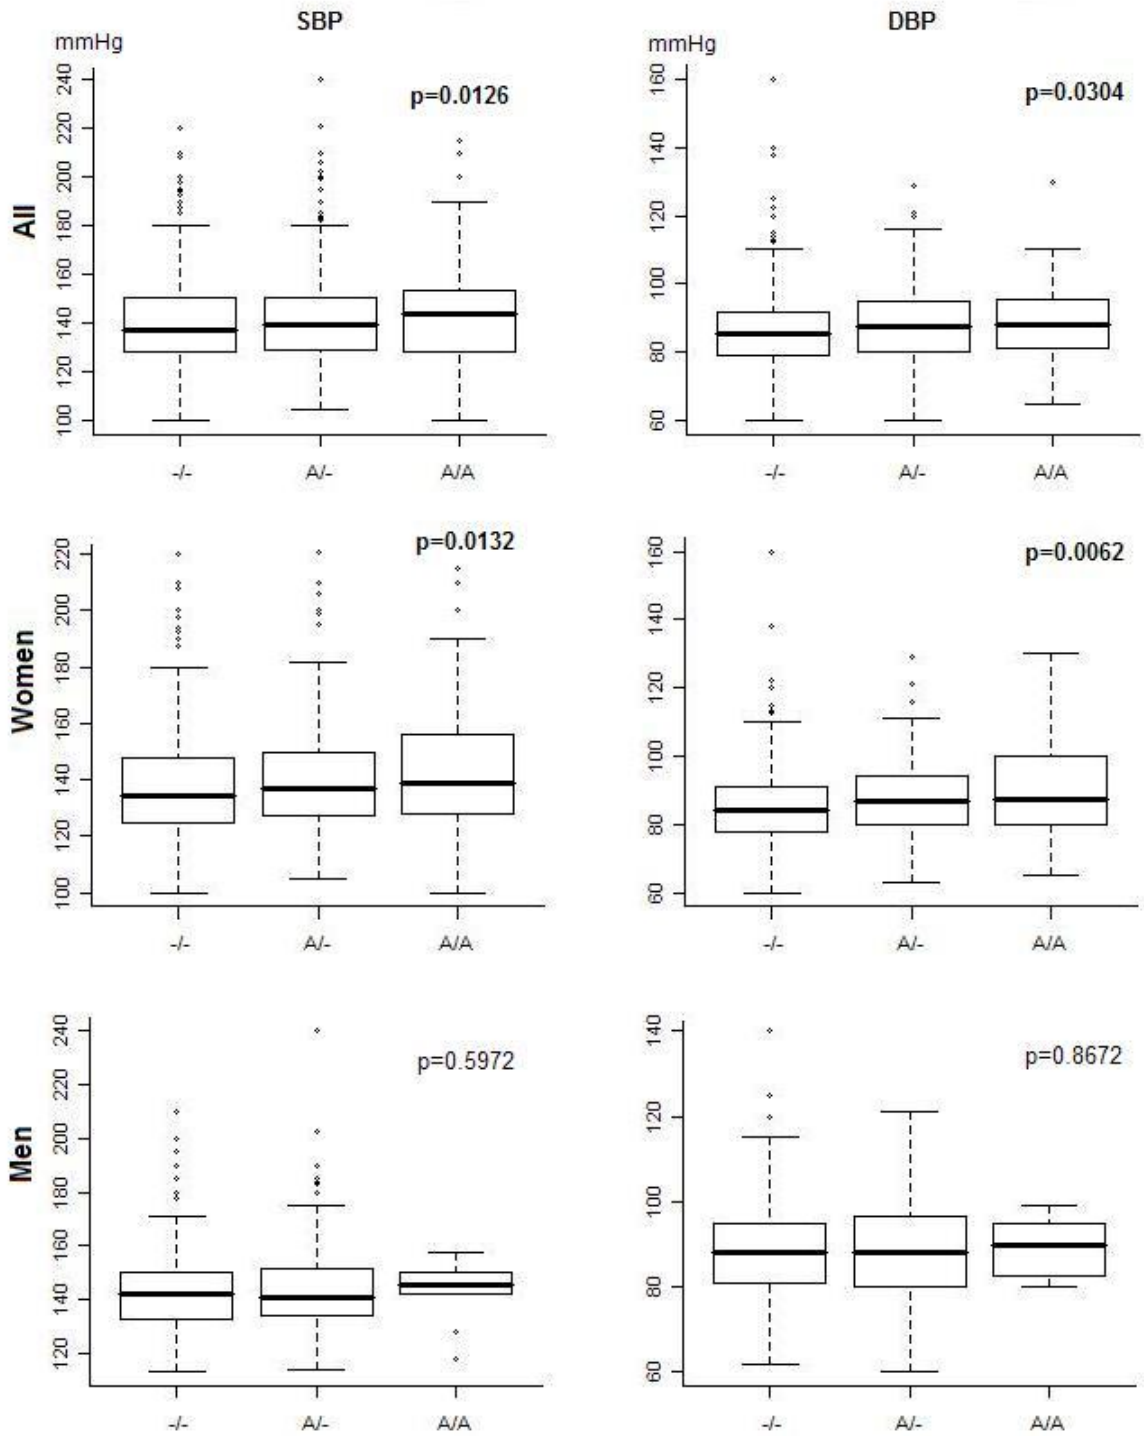 SBP
DBP
mmHg
mmHg
All
p=0.0126
240
220
200
180
160
140
120
100
-/-
A/-
A/A
p=0.0304
160
140
120
100
80
60
-/-
A/-
A/A
Women
p=0.0132
220
200
180
160
140
120
100
-/-
A/-
A/A
p=0.0062
160
140
120
100
80
60
-/-
A/-
A/A
Men
p=0.5972
240
220
200
180
160
140
120
-/-
A/-
A/A
p=0.8672
140
120
100
80
60
-/-
A/-
A/A